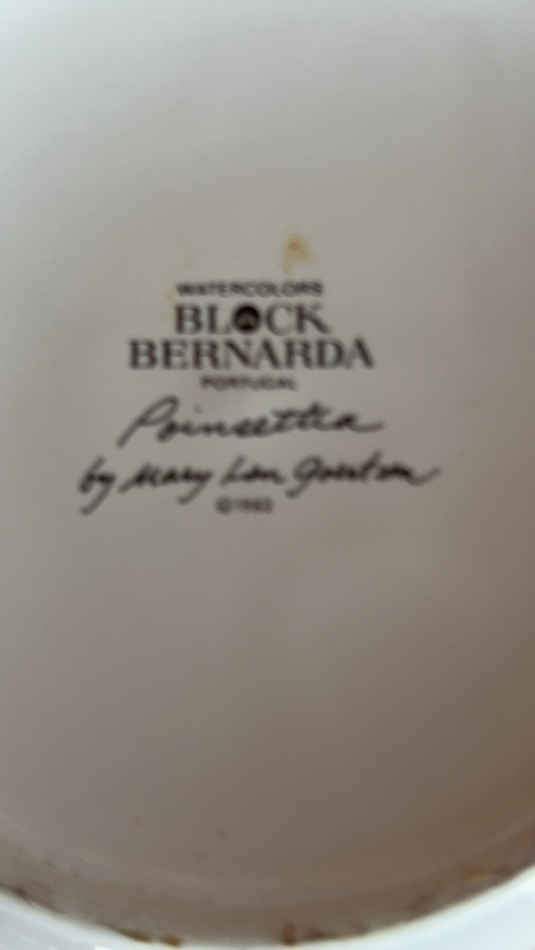 WATERCOLORS
BLOCK
BERNARDA
PORTUGAL
Poinsettia
by Mary Lou Goertzen